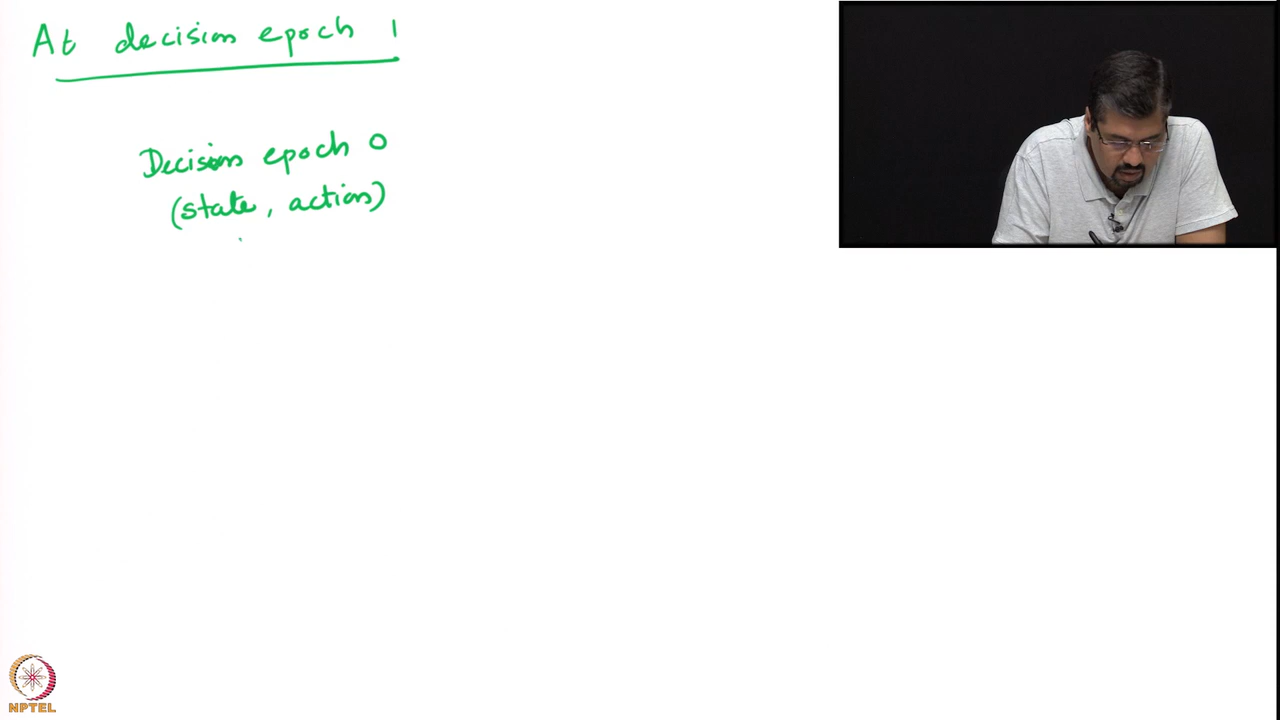 At decision epoch 1
Decision epoch 0
(state, action)
NPTEL